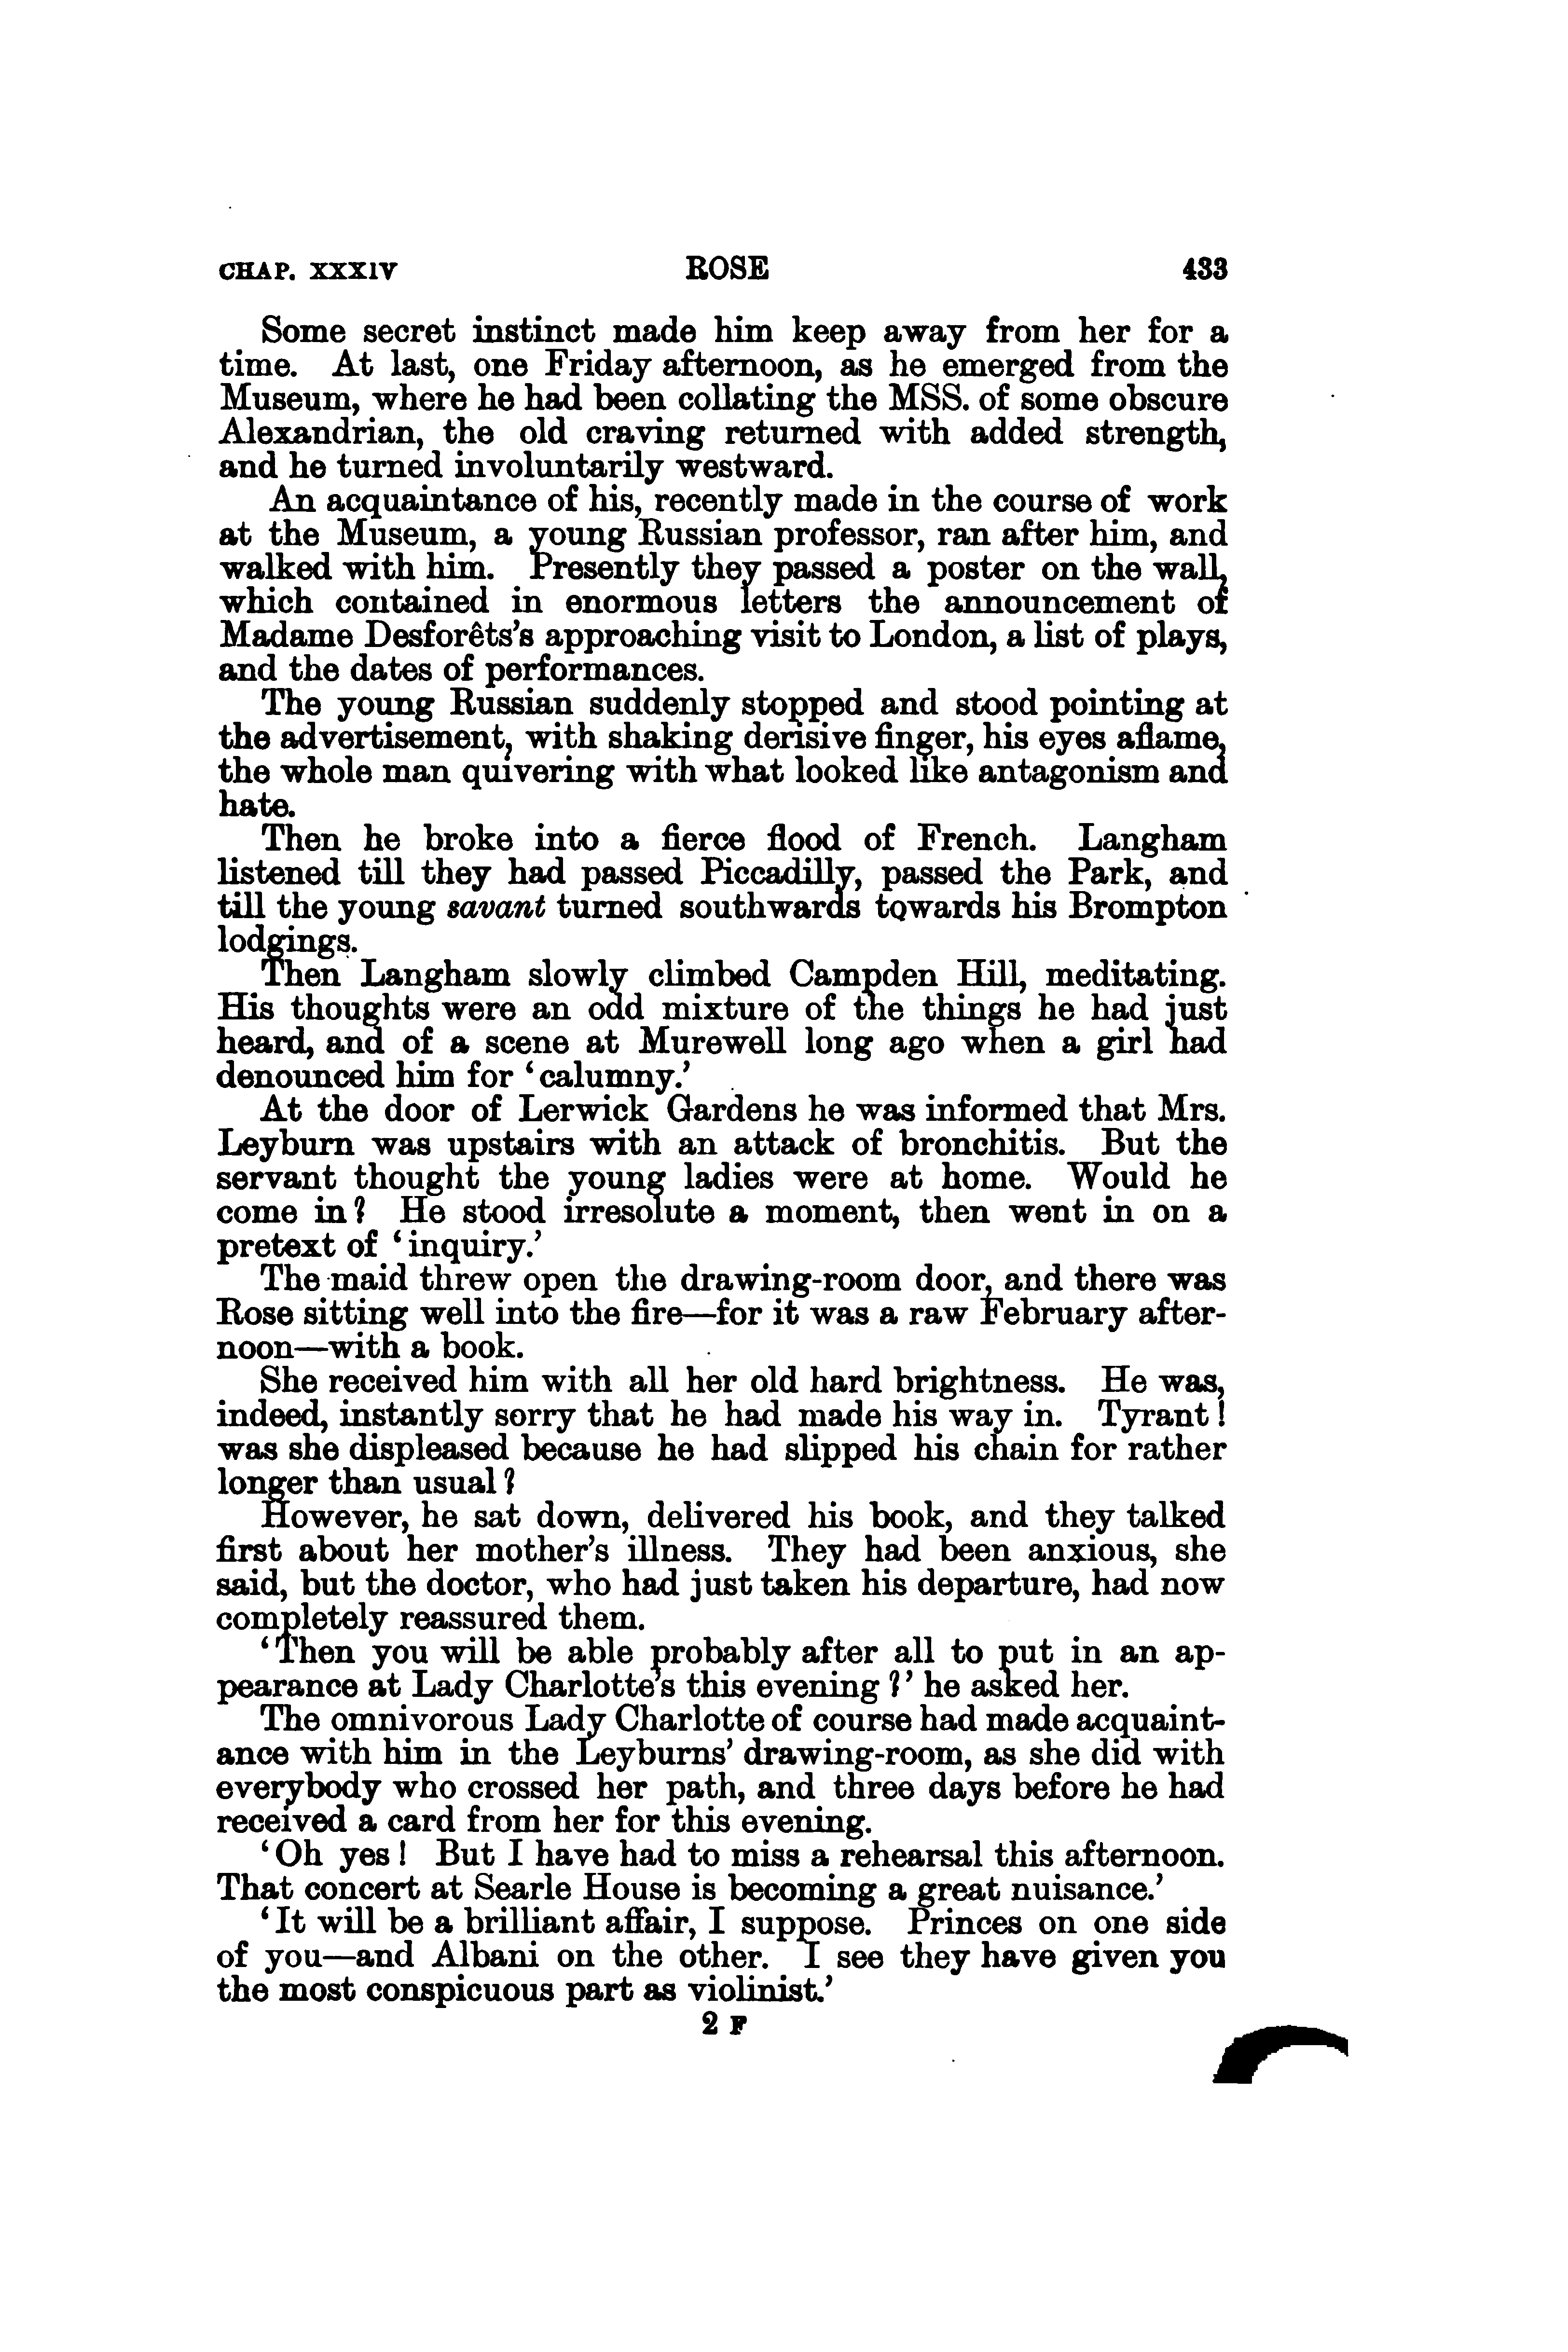 CHAP. XXXIV ROSE 433
Some secret instinct made him keep away from her for a
time. At last, one Friday afternoon, as he emerged from the
Museum, where he had been collating the MSS. of some obscure
Alexandrian, the old craving returned with added strength,
and he turned involuntarily westward.
An acquaintance of his, recently made in the course of work
at the Museum, a young Russian professor, ran after him, and
walked with him. Presently they passed a poster on the wall,
which contained in enormous letters the announcement of
Madame Desforêts's approaching visit to London, a list of plays,
and the dates of performances.
The young Russian suddenly stopped and stood pointing at
the advertisement, with shaking derisive finger, his eyes aflame,
the whole man quivering with what looked like antagonism and
hate.
Then he broke into a fierce flood of French. Langham
listened till they had passed Piccadilly, passed the Park, and
till the young savant turned southwards towards his Brompton
lodgings.
Then Langham slowly climbed Campden Hill, meditating.
His thoughts were an odd mixture of the things he had just
heard, and of a scene at Murewell long ago when a girl had
denounced him for ‘calumny.’
At the door of Lerwick Gardens he was informed that Mrs.
Leyburn was upstairs with an attack of bronchitis. But the
servant thought the young ladies were at home. Would he
come in? He stood irresolute a moment, then went in on a
pretext of ‘inquiry.’
The maid threw open the drawing-room door, and there was
Rose sitting well into the fire—for it was a raw February after-
noon—with a book.
She received him with all her old hard brightness. He was,
indeed, instantly sorry that he had made his way in. Tyrant!
was she displeased because he had slipped his chain for rather
longer than usual?
However, he sat down, delivered his book, and they talked
first about her mother's illness. They had been anxious, she
said, but the doctor, who had just taken his departure, had now
completely reassured them.
‘Then you will be able probably after all to put in an ap-
pearance at Lady Charlotte's this evening?’ he asked her.
The omnivorous Lady Charlotte of course had made acquaint-
ance with him in the Leyburns' drawing-room, as she did with
everybody who crossed her path, and three days before he had
received a card from her for this evening.
‘Oh yes! But I have had to miss a rehearsal this afternoon.
That concert at Searle House is becoming a great nuisance.’
‘It will be a brilliant affair, I suppose. Princes on one side
of you—and Albani on the other. I see they have given you
the most conspicuous part as violinist.’
2 F